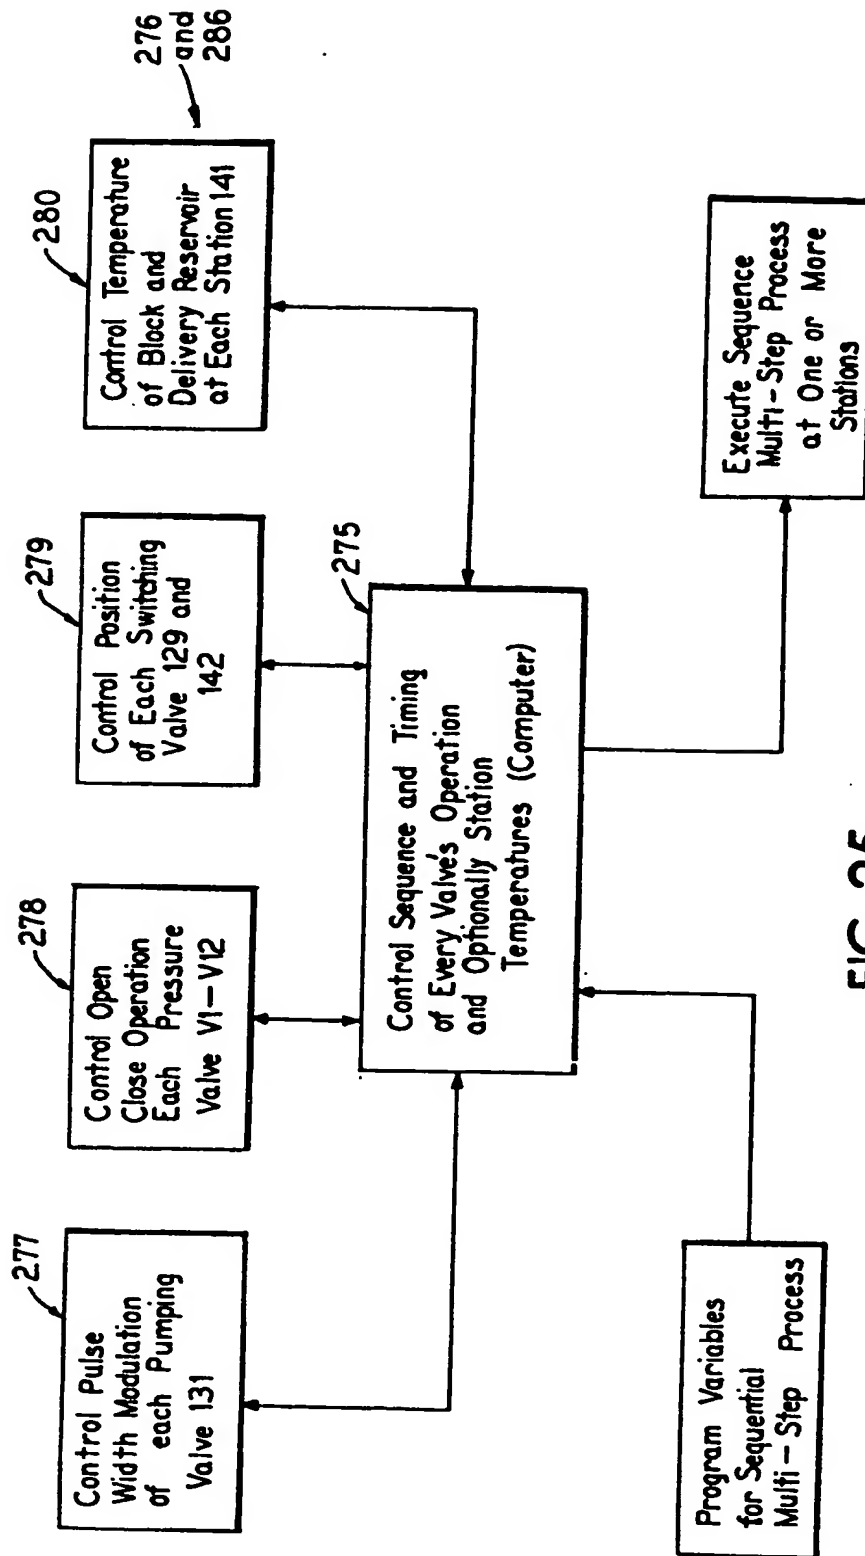 276
and
286
277
Control Pulse
Width Modulation
of each Pumping
Valve 131
278
Control Open
Close Operation
Each Pressure
Valve V1–V12
279
Control Position
of Each Switching
Valve 129 and
142
280
Control Temperature
of Block and
Delivery Reservoir
at Each Station 141
275
Control Sequence and Timing
of Every Valve's Operation
and Optionally Station
Temperatures (Computer)
Program Variables
for Sequential
Multi–Step Process
Execute Sequence
Multi–Step Process
at One or More
Stations
FIG. 25